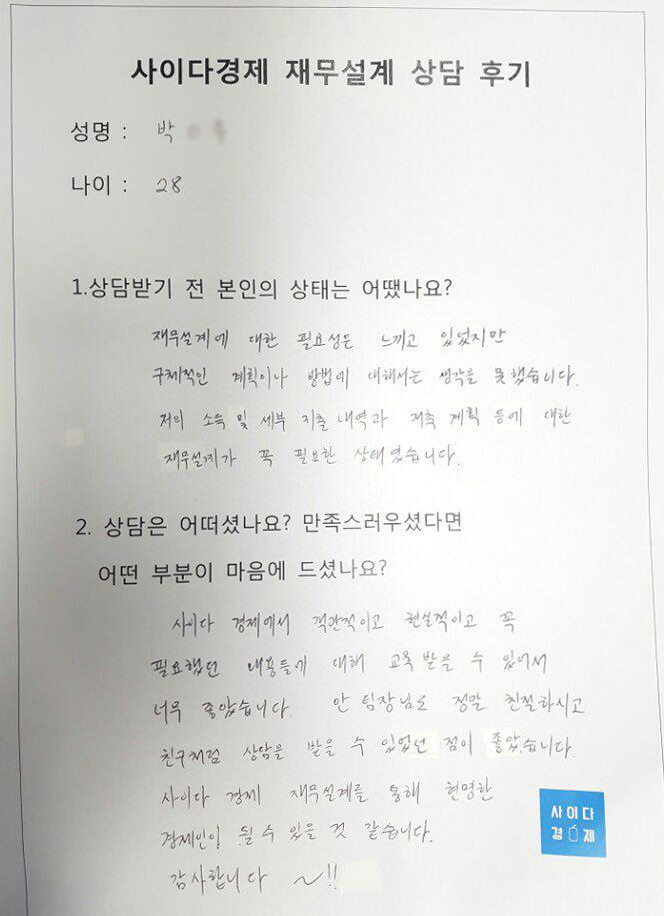 사이다경제 재무설계 상담 후기
성명 : 박
나이 : 28
1.상담받기 전 본인의 상태는 어땠나요?
재무설계에 대한 필요성은 느끼고 있었지만
구체적인 계획이나 방법에 대해서는 생각을 못했습니다.
저의 소득 및 세부 지출 내역과 저축 계획 등에 대한
재무설계가 꼭 필요한 상태였습니다.
2. 상담은 어떠셨나요? 만족스러우셨다면
어떤 부분이 마음에 드셨나요?
사이다 경제에서 객관적이고 현실적이고 꼭
필요했던 내용들에 대해 교육 받을 수 있어서
너무 좋았습니다. 안 팀장님도 정말 친절하시고
친구처럼 상담을 받을 수 있었던 점이 좋았습니다.
사이다 경제 재무설계를 통해 현명한
경제인이 될 수 있을 것 같습니다.
감사합니다 ~!!
사이다
경제